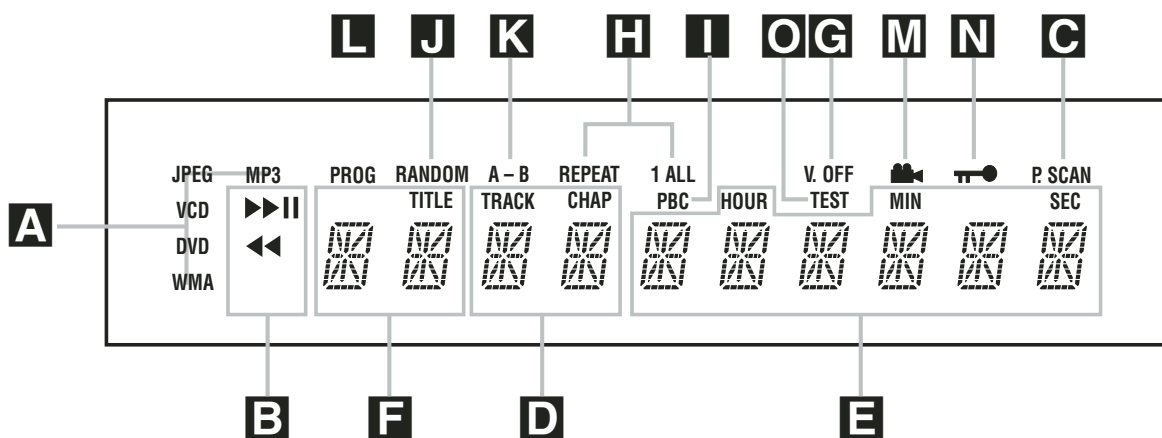 L J K H I O G M N C
JPEG MP3 PROG RANDOM A – B REPEAT 1 ALL V. OFF P. SCAN
VCD TITLE TRACK CHAP PBC HOUR TEST MIN SEC
A
DVD
WMA
B F D E